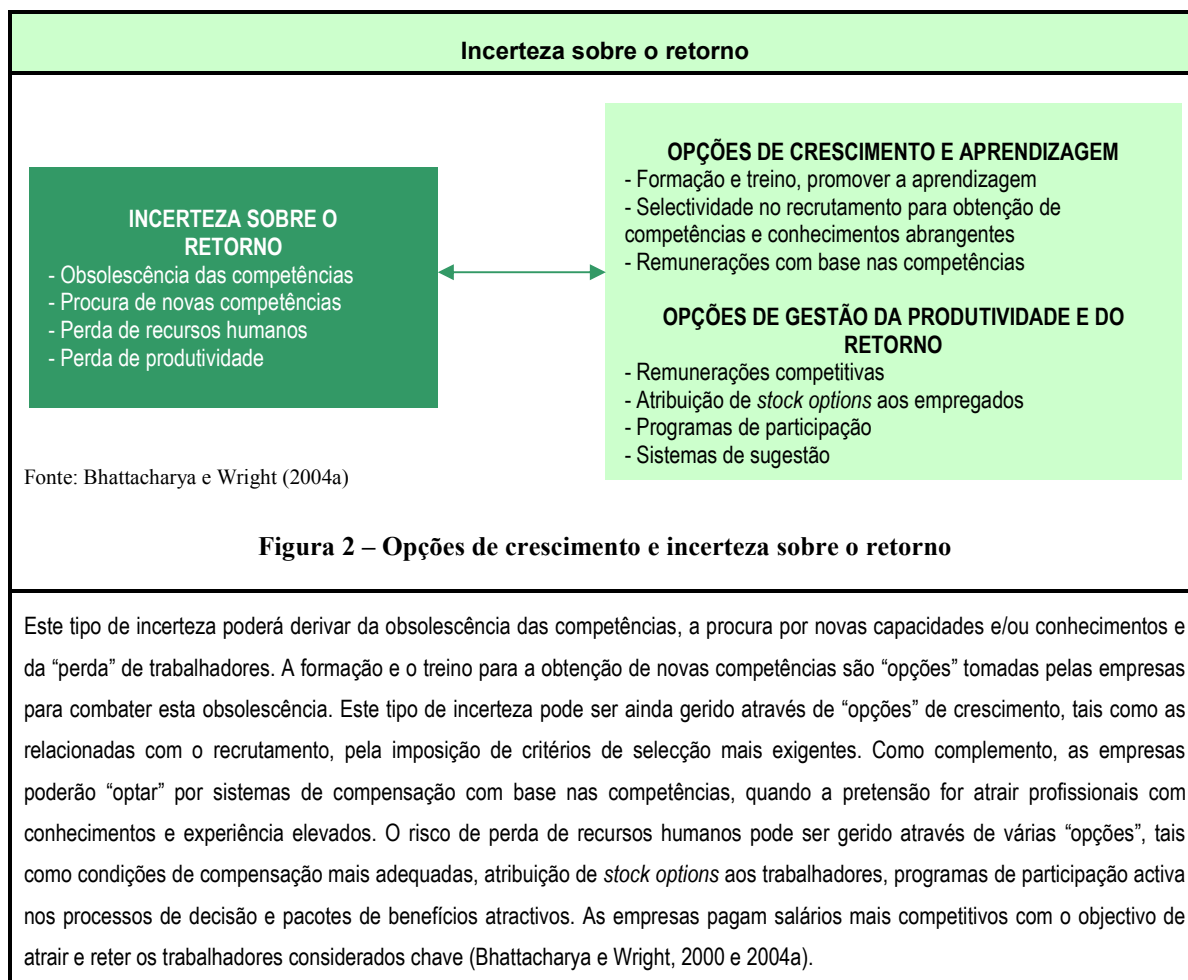 Incerteza sobre o retorno
INCERTEZA SOBRE O
RETORNO
- Obsolescência das competências
- Procura de novas competências
- Perda de recursos humanos
- Perda de produtividade
OPÇÕES DE CRESCIMENTO E APRENDIZAGEM
- Formação e treino, promover a aprendizagem
- Selectividade no recrutamento para obtenção de
competências e conhecimentos abrangentes
- Remunerações com base nas competências
OPÇÕES DE GESTÃO DA PRODUTIVIDADE E DO
RETORNO
- Remunerações competitivas
- Atribuição de stock options aos empregados
- Programas de participação
- Sistemas de sugestão
Fonte: Bhattacharya e Wright (2004a)
Figura 2 – Opções de crescimento e incerteza sobre o retorno
Este tipo de incerteza poderá derivar da obsolescência das competências, a procura por novas capacidades e/ou conhecimentos e
da “perda” de trabalhadores. A formação e o treino para a obtenção de novas competências são “opções” tomadas pelas empresas
para combater esta obsolescência. Este tipo de incerteza pode ser ainda gerido através de “opções” de crescimento, tais como as
relacionadas com o recrutamento, pela imposição de critérios de selecção mais exigentes. Como complemento, as empresas
poderão “optar” por sistemas de compensação com base nas competências, quando a pretensão for atrair profissionais com
conhecimentos e experiência elevados. O risco de perda de recursos humanos pode ser gerido através de várias “opções”, tais
como condições de compensação mais adequadas, atribuição de stock options aos trabalhadores, programas de participação activa
nos processos de decisão e pacotes de benefícios atractivos. As empresas pagam salários mais competitivos com o objectivo de
atrair e reter os trabalhadores considerados chave (Bhattacharya e Wright, 2000 e 2004a).